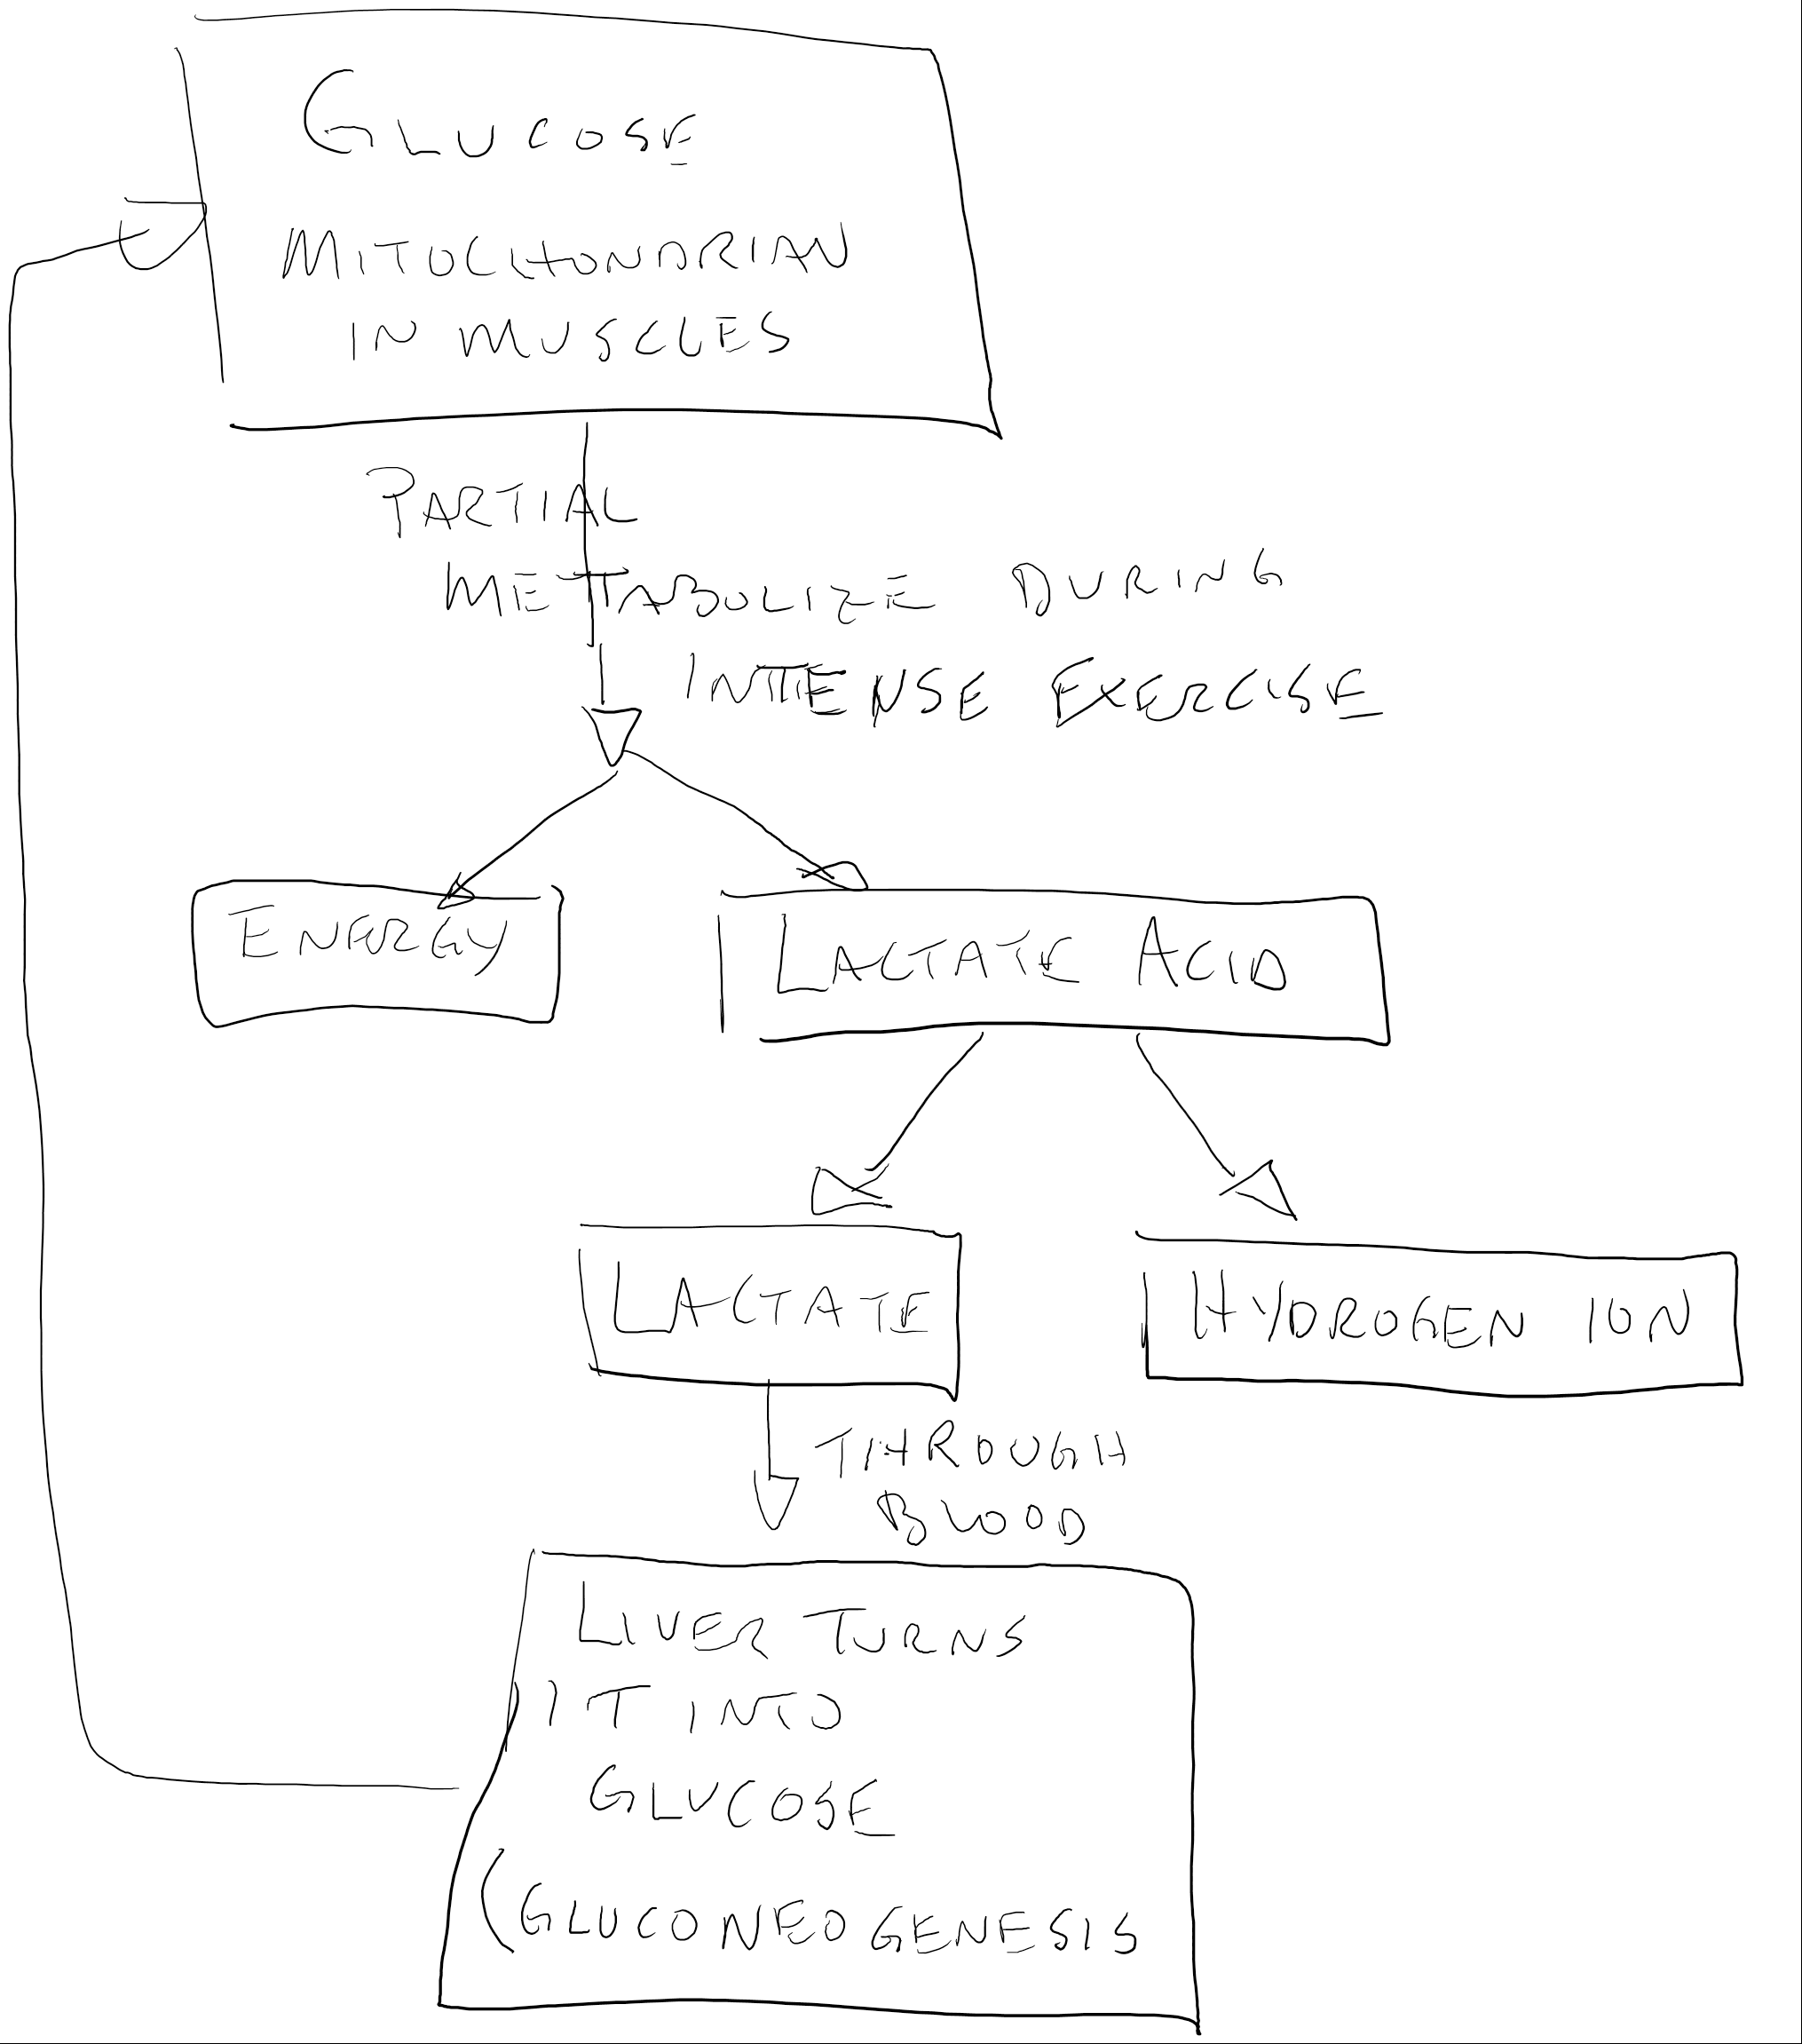 GLUCOSE
MITOCHONDRIAN
IN MUSCLES
PARTIAL
METABOLIZE DURING
INTENSE EXERCISE
ENERGY
LACTATE ACID
LACTATE
HYDROGEN ION
THROUGH
BLOOD
LIVER TURNS
IT INTO
GLUCOSE
(GLUCONEOGENESIS